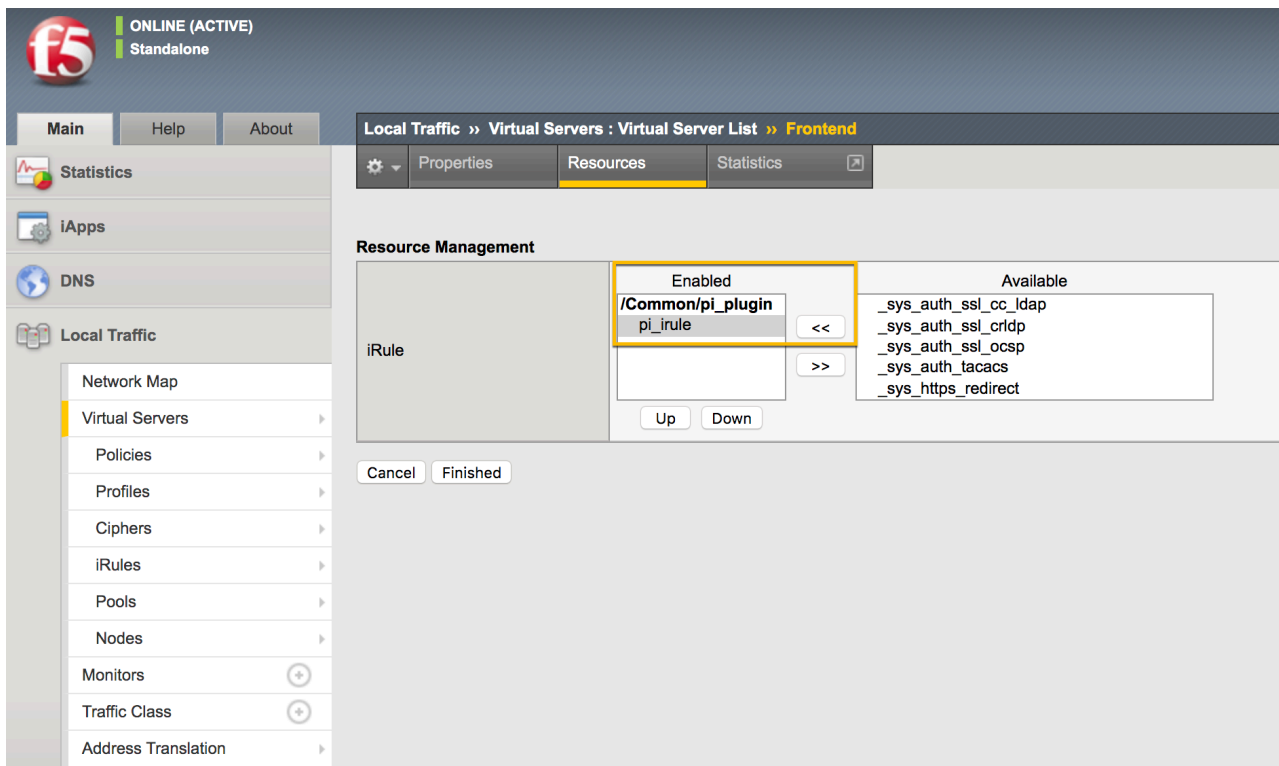 f5
ONLINE (ACTIVE)
Standalone
Main
Help
About
Local Traffic ›› Virtual Servers : Virtual Server List ›› Frontend
Properties
Resources
Statistics
Statistics
iApps
DNS
Local Traffic
Network Map
Virtual Servers
Policies
Profiles
Ciphers
iRules
Pools
Nodes
Monitors
Traffic Class
Address Translation
Resource Management
iRule
Enabled
/Common/pi_plugin
pi_irule
<<
>>
Up
Down
Available
_sys_auth_ssl_cc_ldap
_sys_auth_ssl_crldp
_sys_auth_ssl_ocsp
_sys_auth_tacacs
_sys_https_redirect
Cancel
Finished